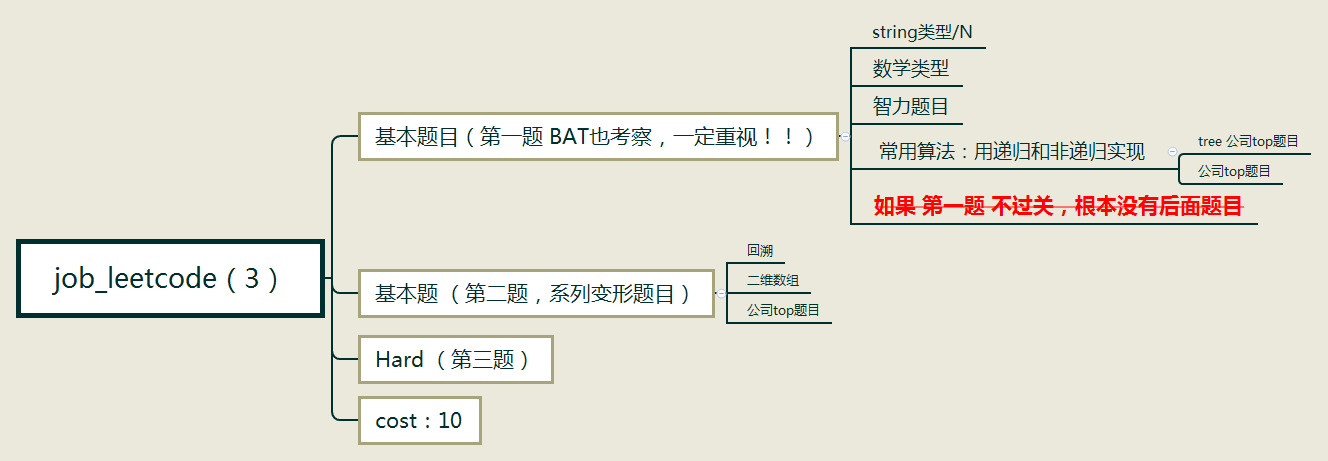 job_leetcode（3）
基本题目（第一题 BAT也考察，一定重视！！）
string类型/N
数学类型
智力题目
常用算法：用递归和非递归实现
tree 公司top题目
公司top题目
如果 第一题 不过关，根本没有后面题目
基本题 （第二题，系列变形题目）
回溯
二维数组
公司top题目
Hard （第三题）
cost：10